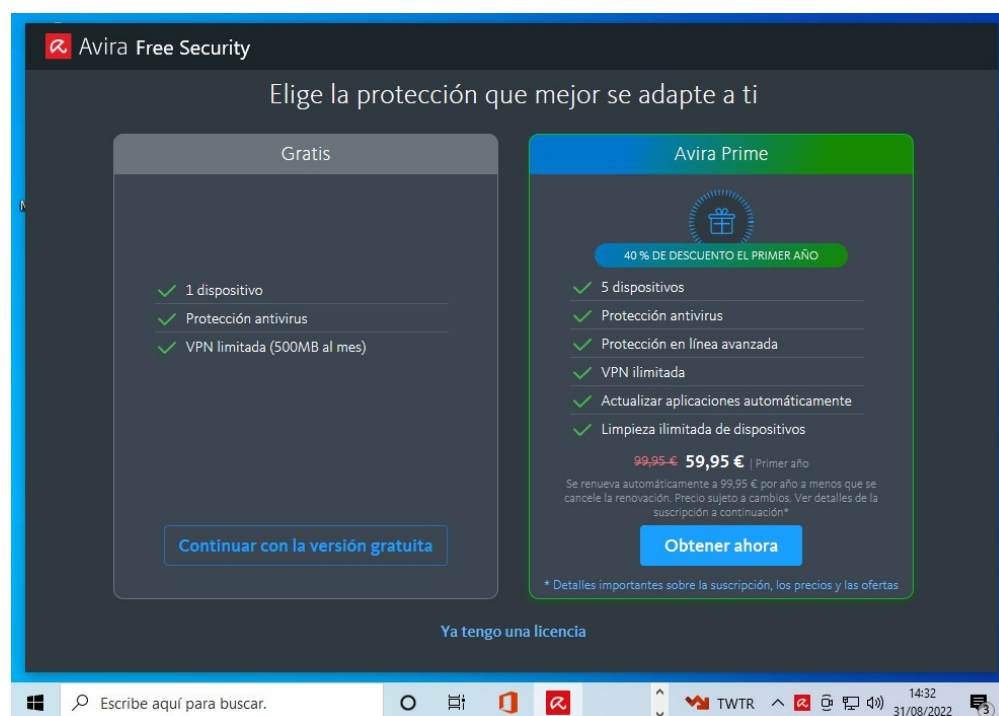 Avira Free Security
Elige la protección que mejor se adapte a ti
Gratis
1 dispositivo
Protección antivirus
VPN limitada (500MB al mes)
Continuar con la versión gratuita
Avira Prime
40 % DE DESCUENTO EL PRIMER AÑO
5 dispositivos
Protección antivirus
Protección en línea avanzada
VPN ilimitada
Actualizar aplicaciones automáticamente
Limpieza ilimitada de dispositivos
99,95 € 59,95 € | Primer año
Se renueva automáticamente a 99,95 € por año a menos que se
cancele la renovación. Precio sujeto a cambios. Ver detalles de la
suscripción a continuación*
Obtener ahora
* Detalles importantes sobre la suscripción, los precios y las ofertas
Ya tengo una licencia
Escribe aquí para buscar.
TWTR
14:32
31/08/2022
3